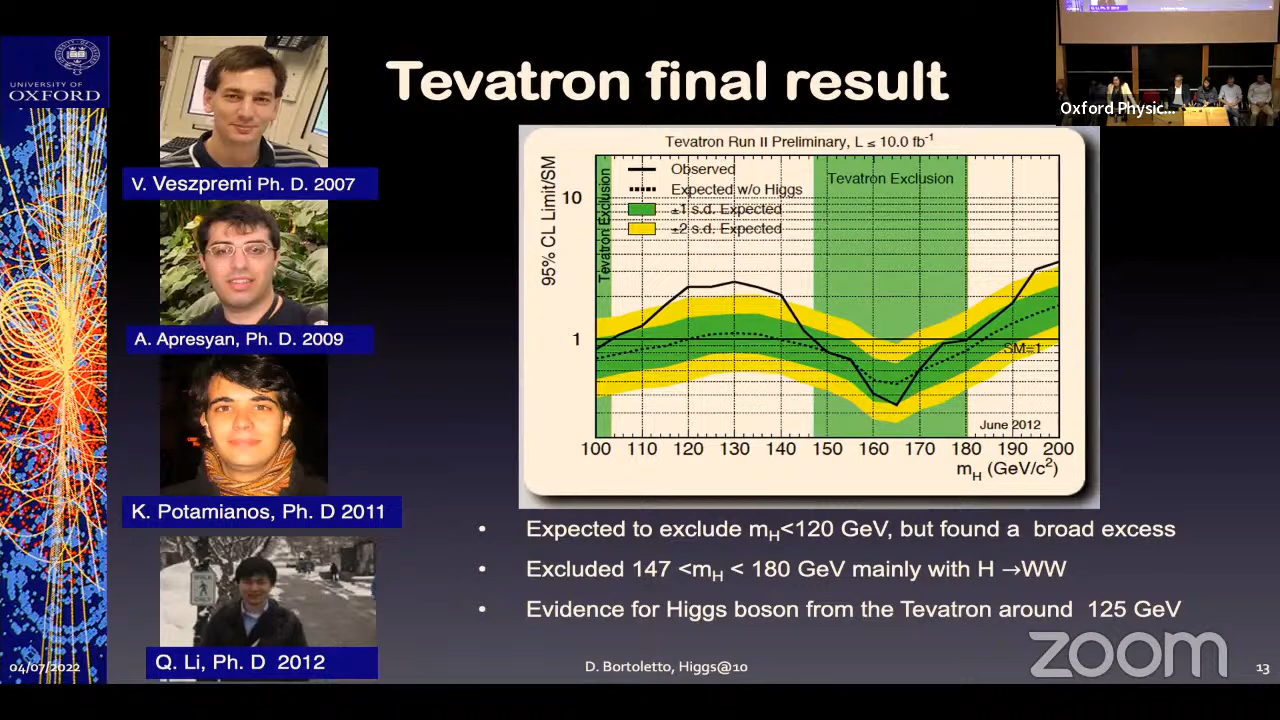 UNIVERSITY OF
OXFORD
Tevatron final result
Oxford Physic...
V. Veszpremi Ph. D. 2007
A. Apresyan, Ph. D. 2009
K. Potamianos, Ph. D 2011
Q. Li, Ph. D 2012
Tevatron Run II Preliminary, L ≤ 10.0 fb⁻¹
95% CL Limit/SM
10
1
Tevatron Exclusion
Observed
Expected w/o Higgs
±1 s.d. Expected
±2 s.d. Expected
Tevatron Exclusion
SM=1
June 2012
100 110 120 130 140 150 160 170 180 190 200
m_H (GeV/c²)
• Expected to exclude m_H<120 GeV, but found a broad excess
• Excluded 147 <m_H < 180 GeV mainly with H →WW
• Evidence for Higgs boson from the Tevatron around 125 GeV
zoom
04/07/2022
D. Bortoletto, Higgs@10
13